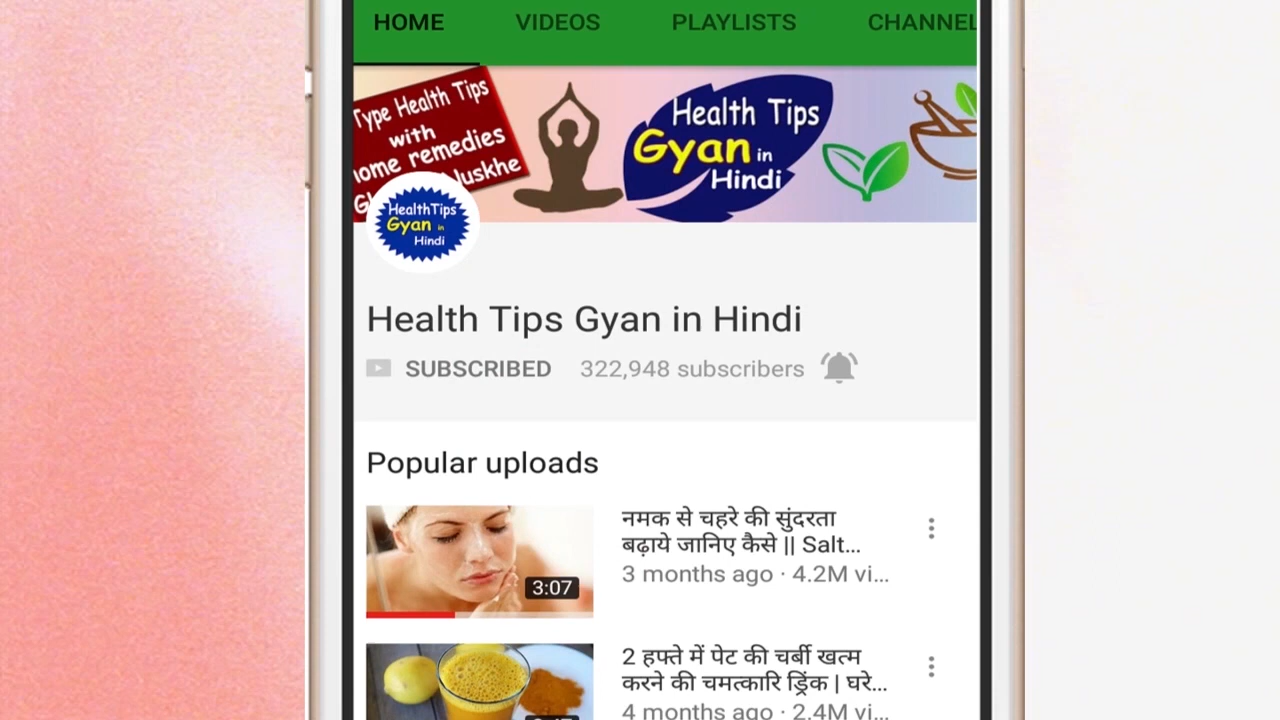 HOME VIDEOS PLAYLISTS CHANNEL
Type Health Tips
with
ome remedies
Gh Nuskhe
Health Tips
Gyan in
Hindi
HealthTips
Gyan in
Hindi
Health Tips Gyan in Hindi
SUBSCRIBED 322,948 subscribers
Popular uploads
नमक से चहरे की सुंदरता
बढ़ाये जानिए कैसे || Salt...
3 months ago · 4.2M vi...
3:07
2 हफ्ते में पेट की चर्बी खत्म
करने की चमत्कारि ड्रिंक | घरे...
4 months ago · 2.4M vi...